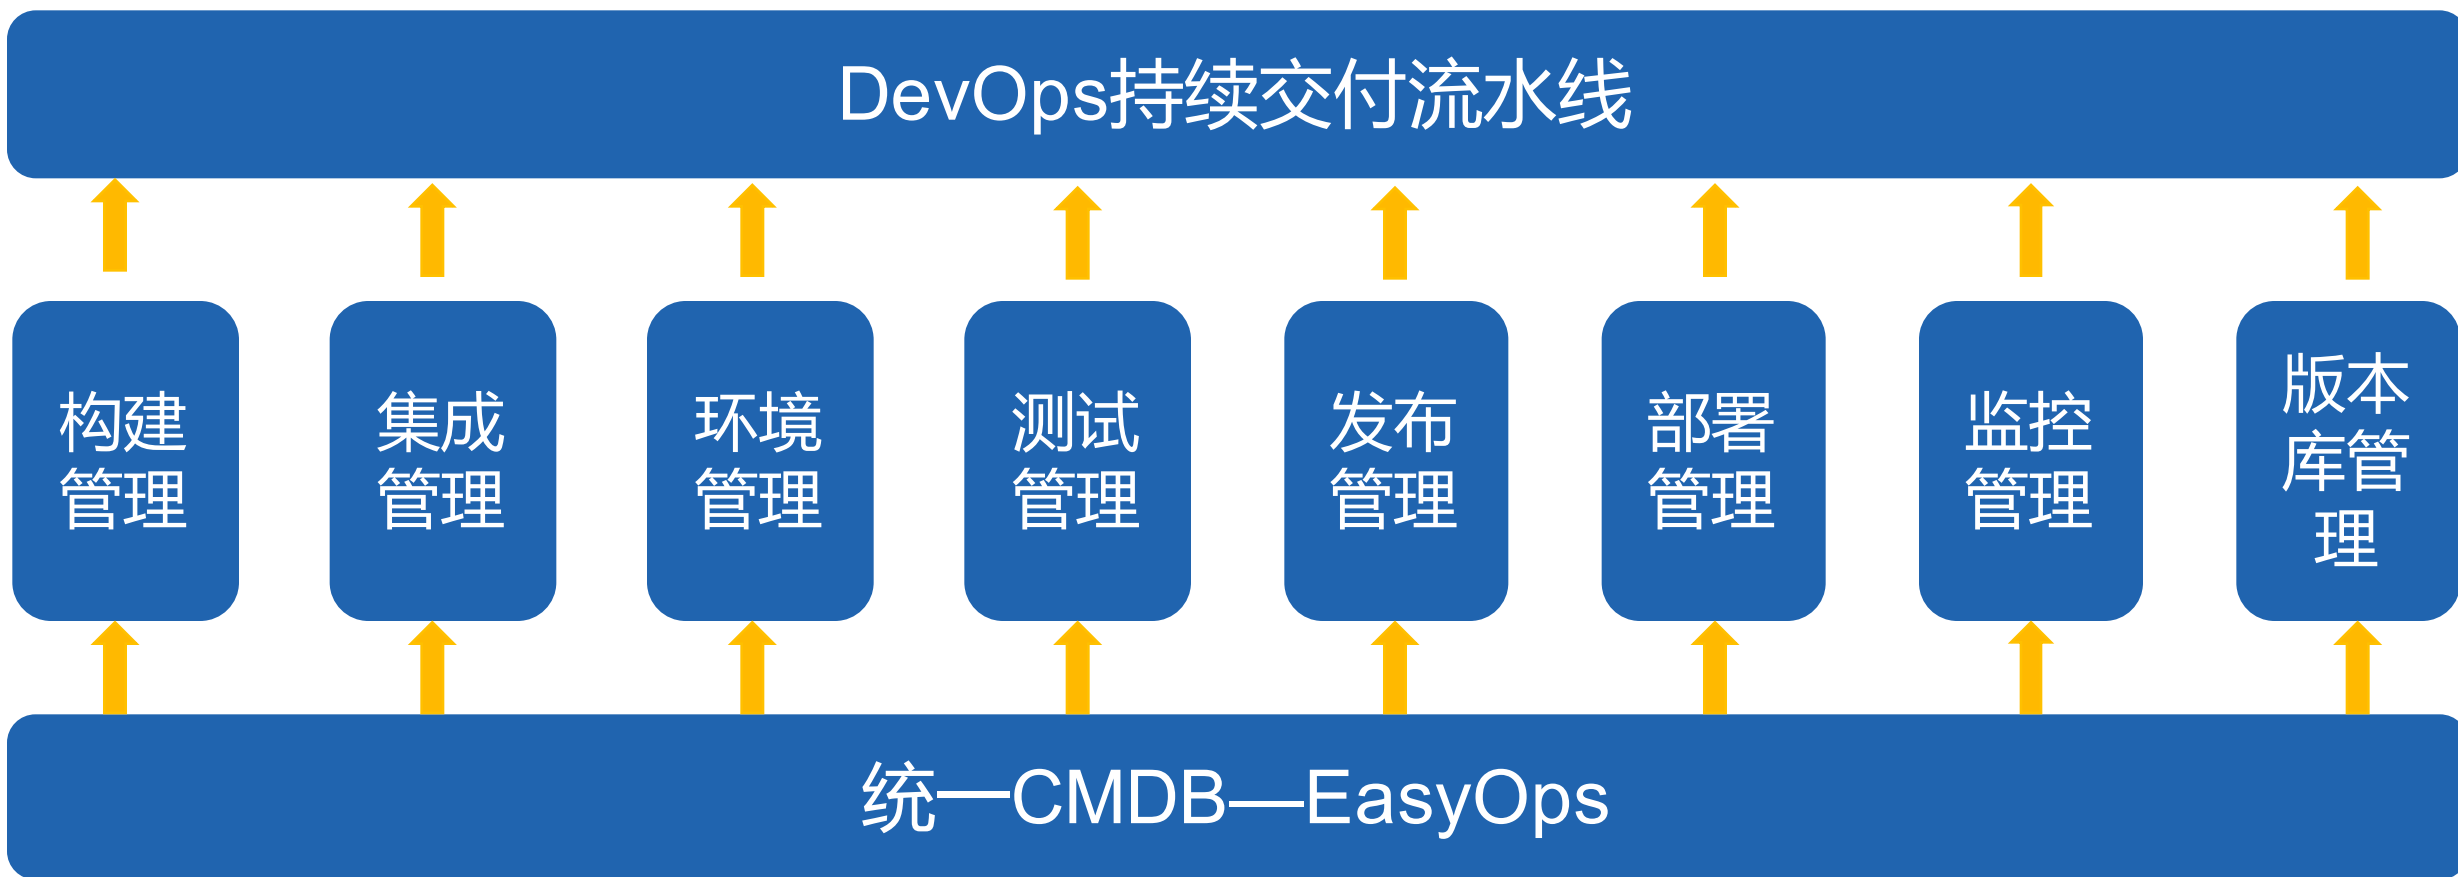 DevOps持续交付流水线
构建
管理
集成
管理
环境
管理
测试
管理
发布
管理
部署
管理
监控
管理
版本
库管
理
统一CMDB—EasyOps